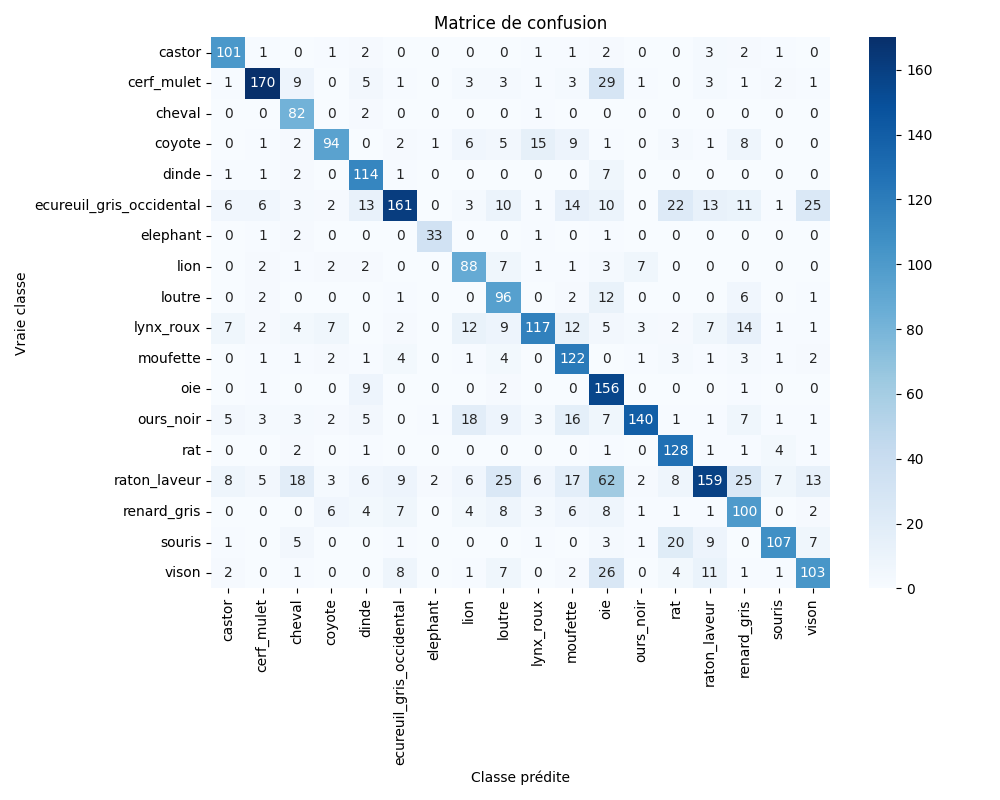 Matrice de confusion
castor 101 1 0 1 2 0 0 0 0 1 1 2 0 0 3 2 1 0
cerf_mulet 1 170 9 0 5 1 0 3 3 1 3 29 1 0 3 1 2 1
cheval 0 0 82 0 2 0 0 0 0 1 0 0 0 0 0 0 0 0
coyote 0 1 2 94 0 2 1 6 5 15 9 1 0 3 1 8 0 0
dinde 1 1 2 0 114 1 0 0 0 0 0 7 0 0 0 0 0 0
ecureuil_gris_occidental 6 6 3 2 13 161 0 3 10 1 14 10 0 22 13 11 1 25
elephant 0 1 2 0 0 0 33 0 0 1 0 1 0 0 0 0 0 0
lion 0 2 1 2 2 0 0 88 7 1 1 3 7 0 0 0 0 0
loutre 0 2 0 0 0 1 0 0 96 0 2 12 0 0 0 6 0 1
lynx_roux 7 2 4 7 0 2 0 12 9 117 12 5 3 2 7 14 1 1
moufette 0 1 1 2 1 4 0 1 4 0 122 0 1 3 1 3 1 2
oie 0 1 0 0 9 0 0 0 2 0 0 156 0 0 0 1 0 0
ours_noir 5 3 3 2 5 0 1 18 9 3 16 7 140 1 1 7 1 1
rat 0 0 2 0 1 0 0 0 0 0 0 1 0 128 1 1 4 1
raton_laveur 8 5 18 3 6 9 2 6 25 6 17 62 2 8 159 25 7 13
renard_gris 0 0 0 6 4 7 0 4 8 3 6 8 1 1 1 100 0 2
souris 1 0 5 0 0 1 0 0 0 1 0 3 1 20 9 0 107 7
vison 2 0 1 0 0 8 0 1 7 0 2 26 0 4 11 1 1 103
castor cerf_mulet cheval coyote dinde ecureuil_gris_occidental elephant lion loutre lynx_roux moufette oie ours_noir rat raton_laveur renard_gris souris vison
Vraie classe
Classe prédite
160
140
120
100
80
60
40
20
0